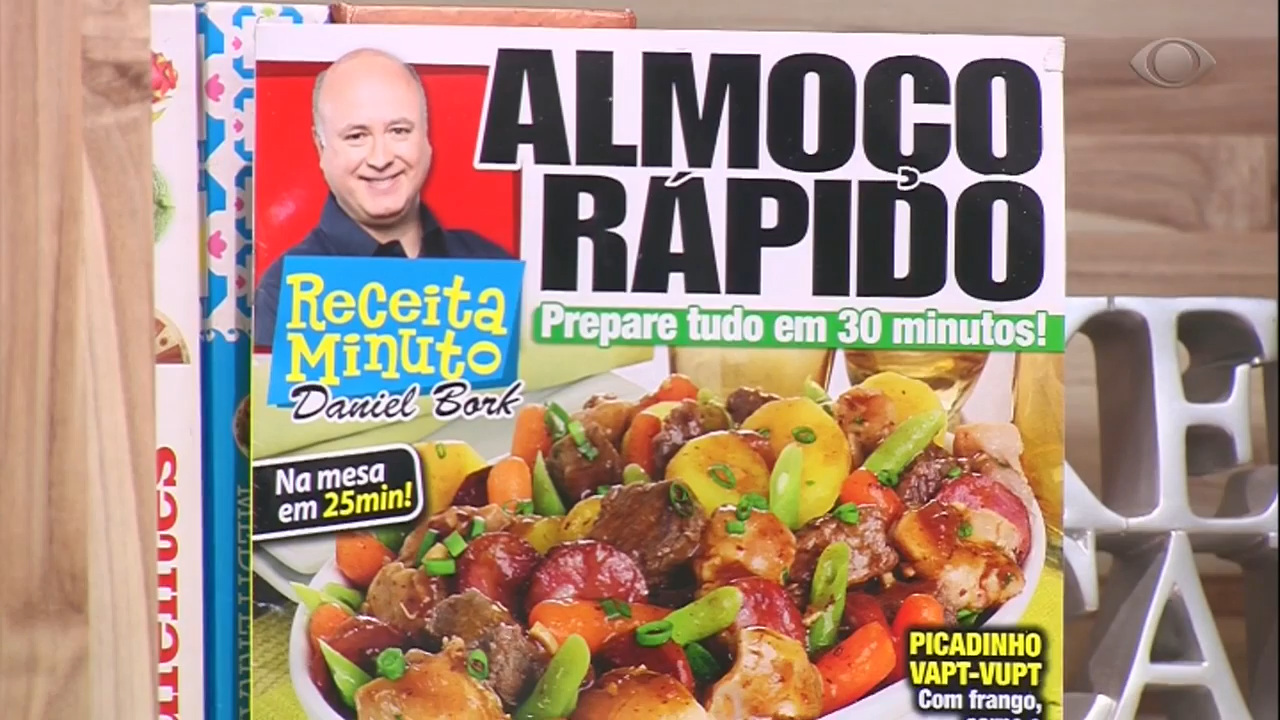 ALMOÇO
RÁPIDO
Prepare tudo em 30 minutos!
Receita
Minuto
Daniel Bork
Na mesa
em 25min!
PICADINHO
VAPT-VUPT
Com frango,